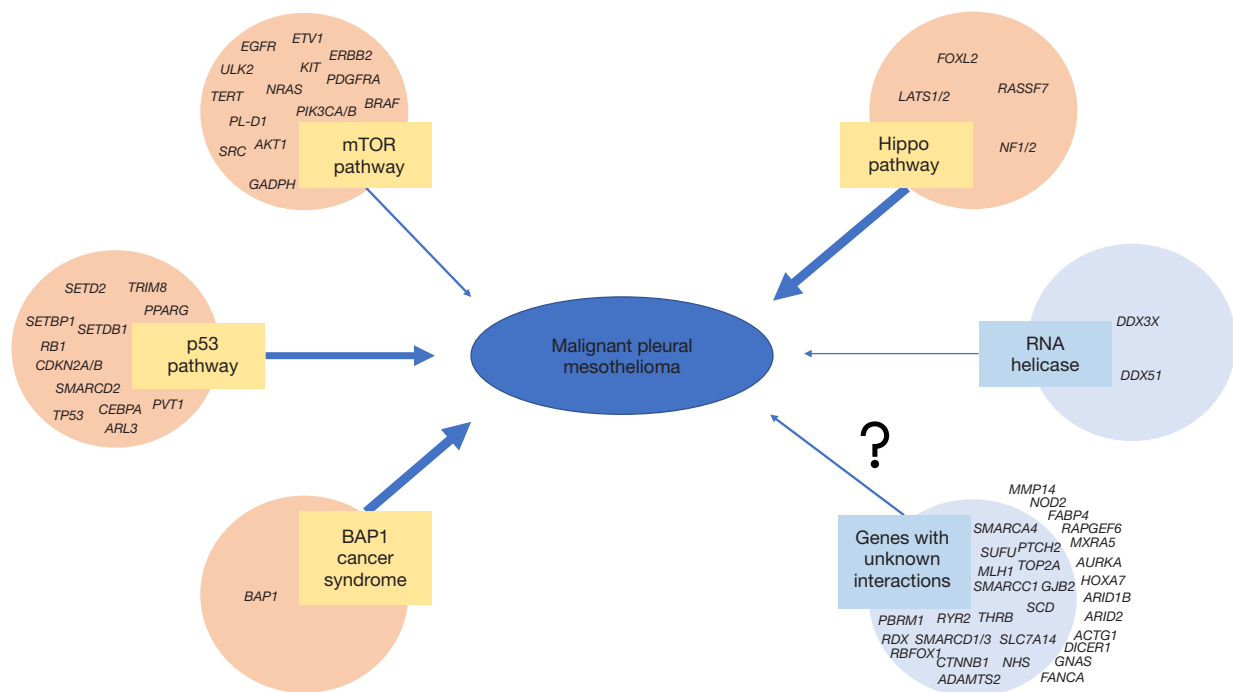 EGFR
ETV1
ERBB2
ULK2
KIT
PDGFRA
NRAS
TERT
PIK3CA/B
BRAF
PL-D1
SRC
AKT1
GADPH
mTOR
pathway
FOXL2
LATS1/2
RASSF7
NF1/2
Hippo
pathway
SETD2
TRIM8
PPARG
SETBP1
SETDB1
RB1
CDKN2A/B
SMARCD2
TP53
CEBPA
PVT1
ARL3
p53
pathway
Malignant pleural
mesothelioma
RNA
helicase
DDX3X
DDX51
BAP1
BAP1
cancer
syndrome
?
Genes with
unknown
interactions
MMP14
NOD2
FABP4
SMARCA4
RAPGEF6
MXRA5
SUFU
PTCH2
TOP2A
AURKA
MLH1
SMARCC1
GJB2
HOXA7
ARID1B
SCD
PBRM1
RYR2
THRB
ARID2
RDX
SMARCD1/3
SLC7A14
ACTG1
DICER1
RBFOX1
CTNNB1
NHS
GNAS
ADAMTS2
FANCA